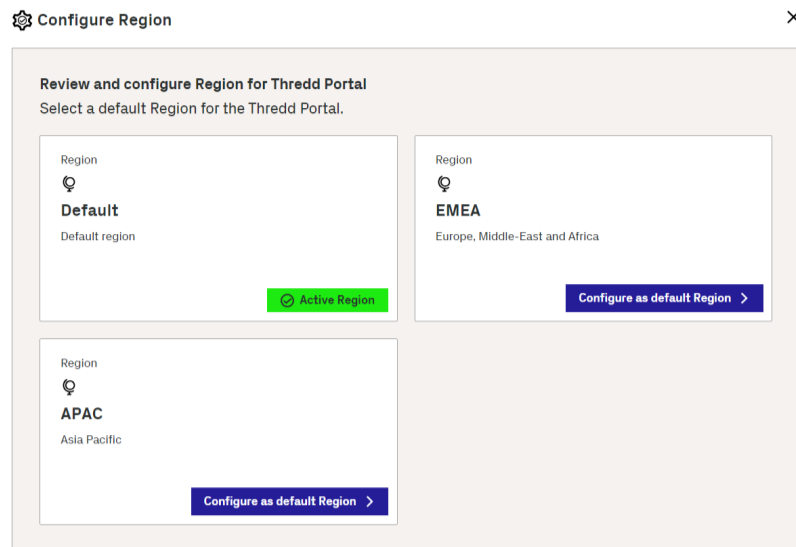 Configure Region
Review and configure Region for Thredd Portal
Select a default Region for the Thredd Portal.
Region
Default
Default region
Active Region
Region
EMEA
Europe, Middle-East and Africa
Configure as default Region
Region
APAC
Asia Pacific
Configure as default Region